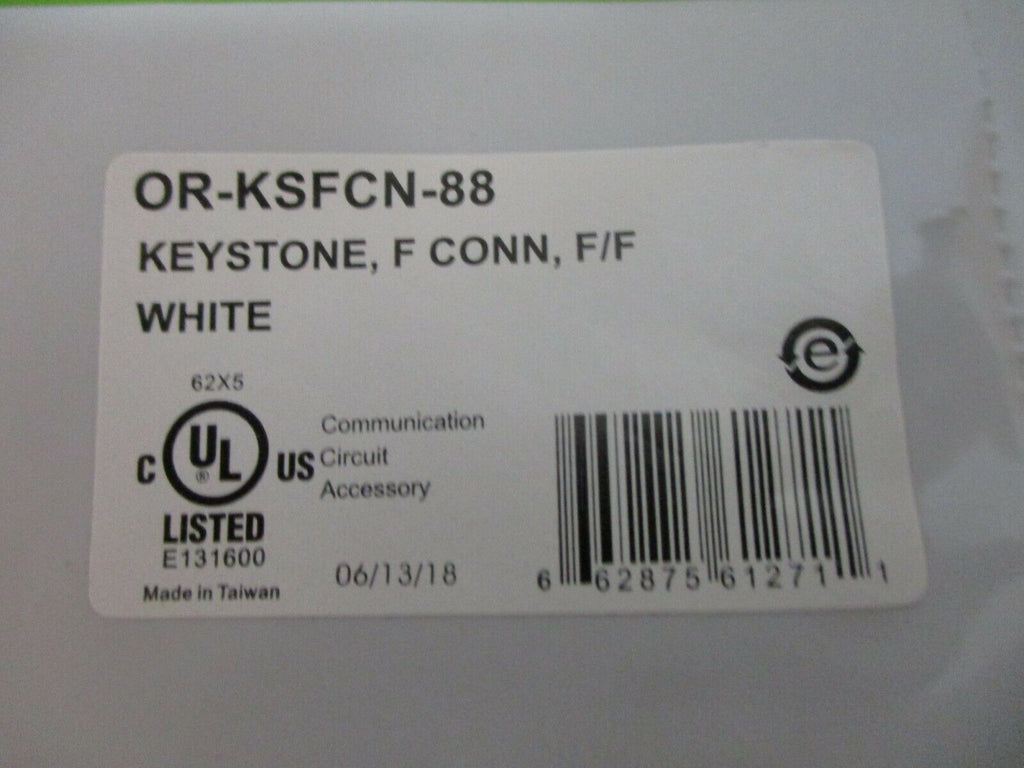 OR-KSFCN-88
KEYSTONE, F CONN, F/F
WHITE
e
62X5
C UL® US
LISTED
E131600
Communication
Circuit
Accessory
Made in Taiwan
06/13/18
6 62875 61271 1